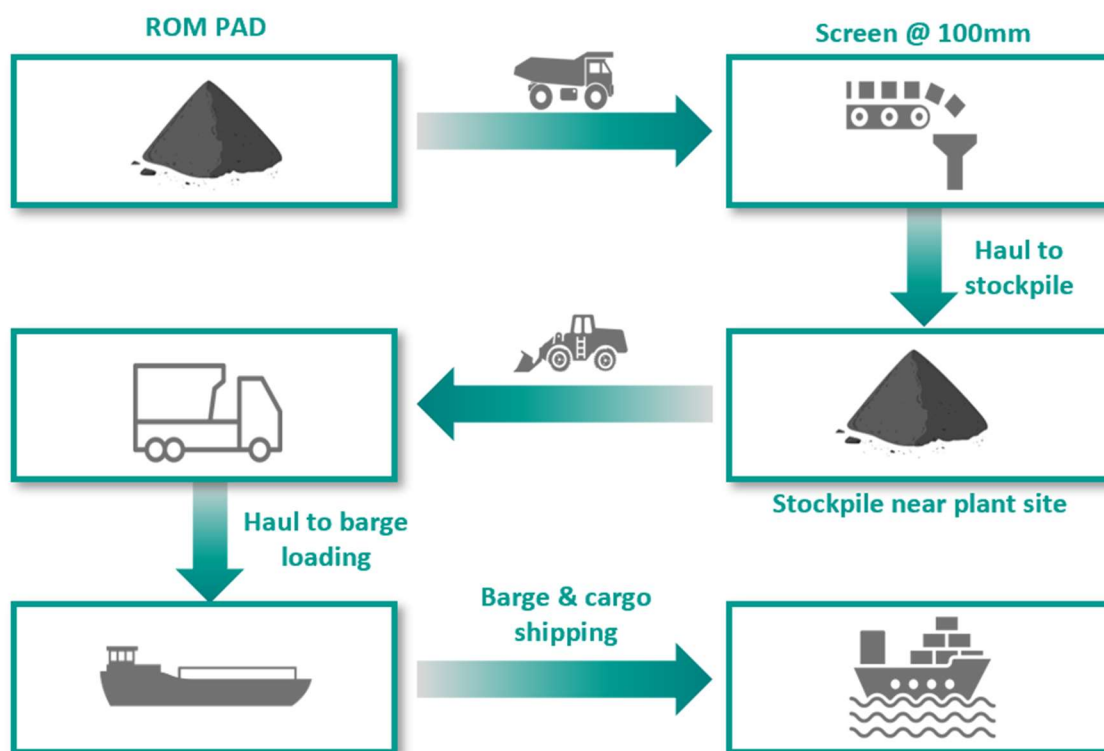 ROM PAD
Screen @ 100mm
Haul to
stockpile
Stockpile near plant site
Haul to barge
loading
Barge & cargo
shipping